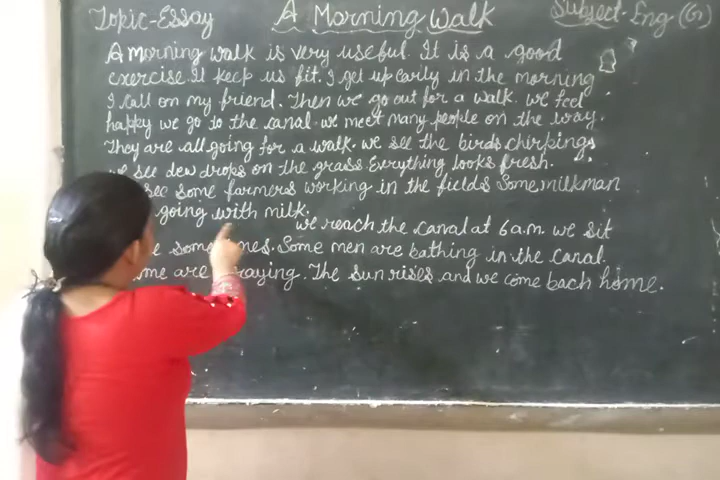 Topic-Essay A Morning Walk Subject-Eng (G)
A morning walk is very useful. It is a good
exercise. It keep us fit. I get up early in the morning
I call on my friend. Then we go out for a walk. we feel
happy we go to the canal. we meet many people on the way.
They are all going for a walk. we see the birds chirpings
see dew drops on the grass. Everything looks fresh.
see some farmers working in the fields Some milkman
going with milk.
we reach the canal at 6 a.m. we sit
some Some men are bathing in the canal.
are The sun rises and we come back home.